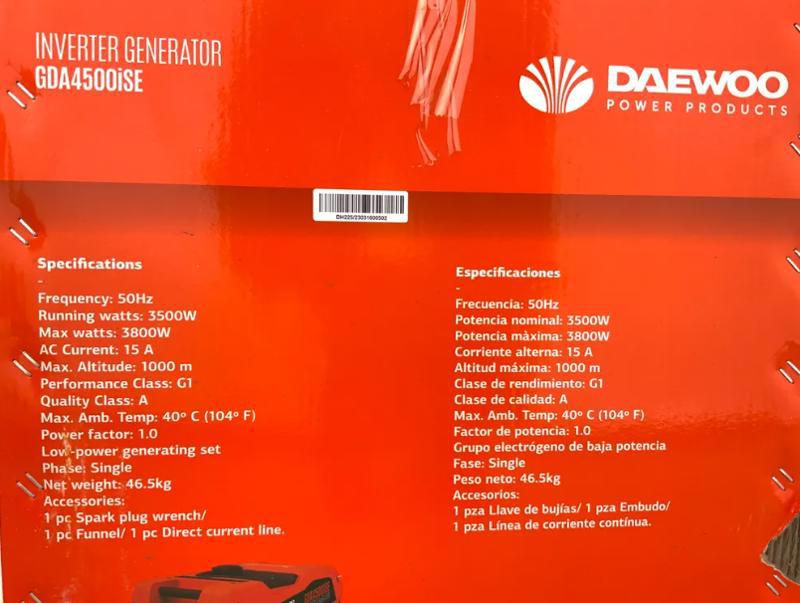 INVERTER GENERATOR
GDA4500iSE
DAEWOO
POWER PRODUCTS
Specifications
-
Frequency: 50Hz
Running watts: 3500W
Max watts: 3800W
AC Current: 15 A
Max. Altitude: 1000 m
Performance Class: G1
Quality Class: A
Max. Amb. Temp: 40º C (104º F)
Power factor: 1.0
Low-power generating set
Phase: Single
Net weight: 46.5kg
Accessories:
1 pc Spark plug wrench/
1 pc Funnel/ 1 pc Direct current line.
Especificaciones
-
Frecuencia: 50Hz
Potencia nominal: 3500W
Potencia màxima: 3800W
Corriente alterna: 15 A
Altitud máxima: 1000 m
Clase de rendimiento: G1
Clase de calidad: A
Max. Amb. Temp: 40º C (104º F)
Factor de potencia: 1.0
Grupo electrógeno de baja potencia
Fase: Single
Peso neto: 46.5kg
Accesorios:
1 pza Llave de bujías/ 1 pza Embudo/
1 pza Línea de corriente contínua.